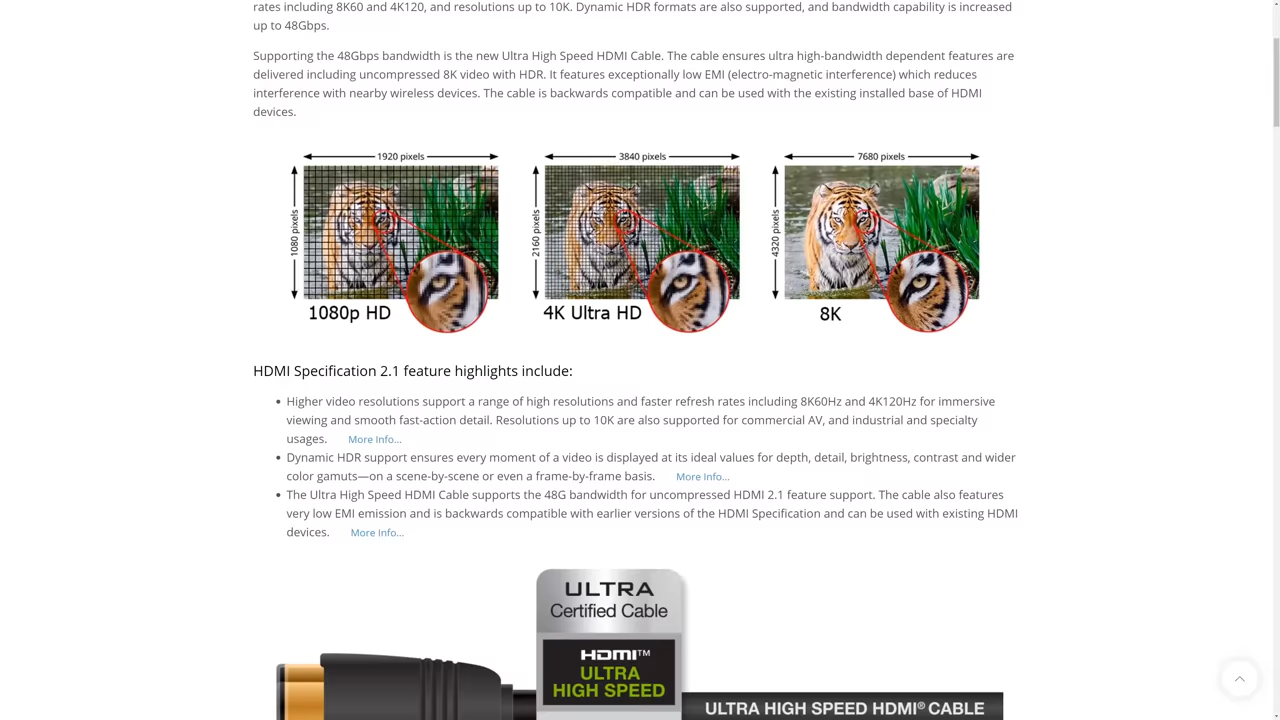 rates including 8K60 and 4K120, and resolutions up to 10K. Dynamic HDR formats are also supported, and bandwidth capability is increased
up to 48Gbps.
Supporting the 48Gbps bandwidth is the new Ultra High Speed HDMI Cable. The cable ensures ultra high-bandwidth dependent features are
delivered including uncompressed 8K video with HDR. It features exceptionally low EMI (electro-magnetic interference) which reduces
interference with nearby wireless devices. The cable is backwards compatible and can be used with the existing installed base of HDMI
devices.
1920 pixels
1080 pixels
1080p HD
3840 pixels
2160 pixels
4K Ultra HD
7680 pixels
4320 pixels
8K
HDMI Specification 2.1 feature highlights include:
• Higher video resolutions support a range of high resolutions and faster refresh rates including 8K60Hz and 4K120Hz for immersive
viewing and smooth fast-action detail. Resolutions up to 10K are also supported for commercial AV, and industrial and specialty
usages. More Info...
• Dynamic HDR support ensures every moment of a video is displayed at its ideal values for depth, detail, brightness, contrast and wider
color gamuts—on a scene-by-scene or even a frame-by-frame basis. More Info...
• The Ultra High Speed HDMI Cable supports the 48G bandwidth for uncompressed HDMI 2.1 feature support. The cable also features
very low EMI emission and is backwards compatible with earlier versions of the HDMI Specification and can be used with existing HDMI
devices. More Info...
ULTRA
Certified Cable
HDMI™
ULTRA
HIGH SPEED
ULTRA HIGH SPEED HDMI® CABLE